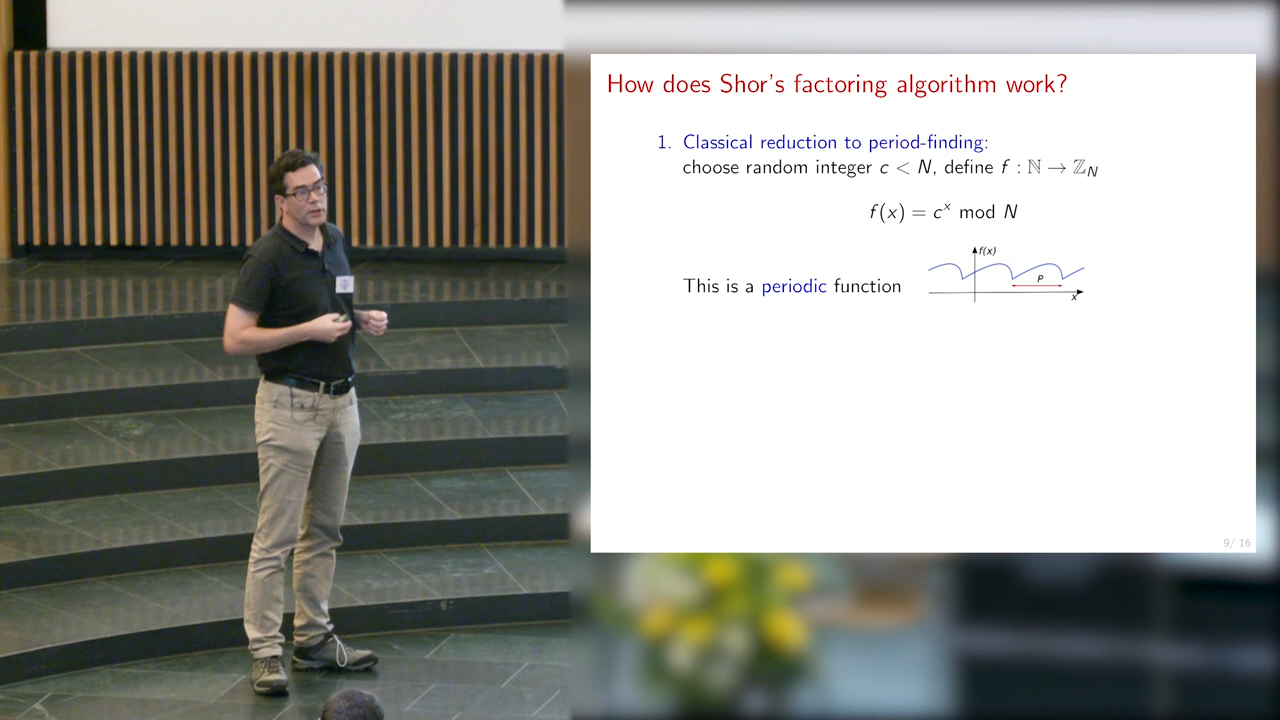 How does Shor's factoring algorithm work?
1. Classical reduction to period-finding:
choose random integer c < N, define f : ℕ → ℤ_N
f(x) = c^x mod N
f(x)
This is a periodic function
P
x
9/ 16